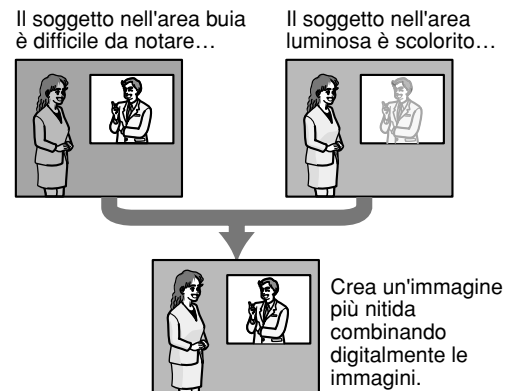 Il soggetto nell'area buia
è difficile da notare…
Il soggetto nell'area
luminosa è scolorito…
Crea un'immagine
più nitida
combinando
digitalmente le
immagini.